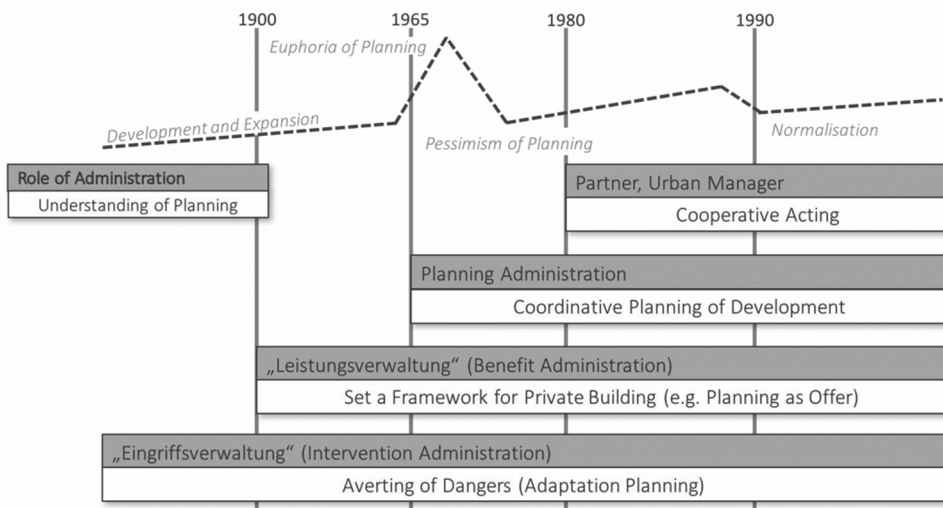 1900 1965 1980 1990
Euphoria of Planning
Development and Expansion
Pessimism of Planning
Normalisation
Role of Administration
Understanding of Planning
Partner, Urban Manager
Cooperative Acting
Planning Administration
Coordinative Planning of Development
„Leistungsverwaltung“ (Benefit Administration)
Set a Framework for Private Building (e.g. Planning as Offer)
„Eingriffsverwaltung“ (Intervention Administration)
Averting of Dangers (Adaptation Planning)